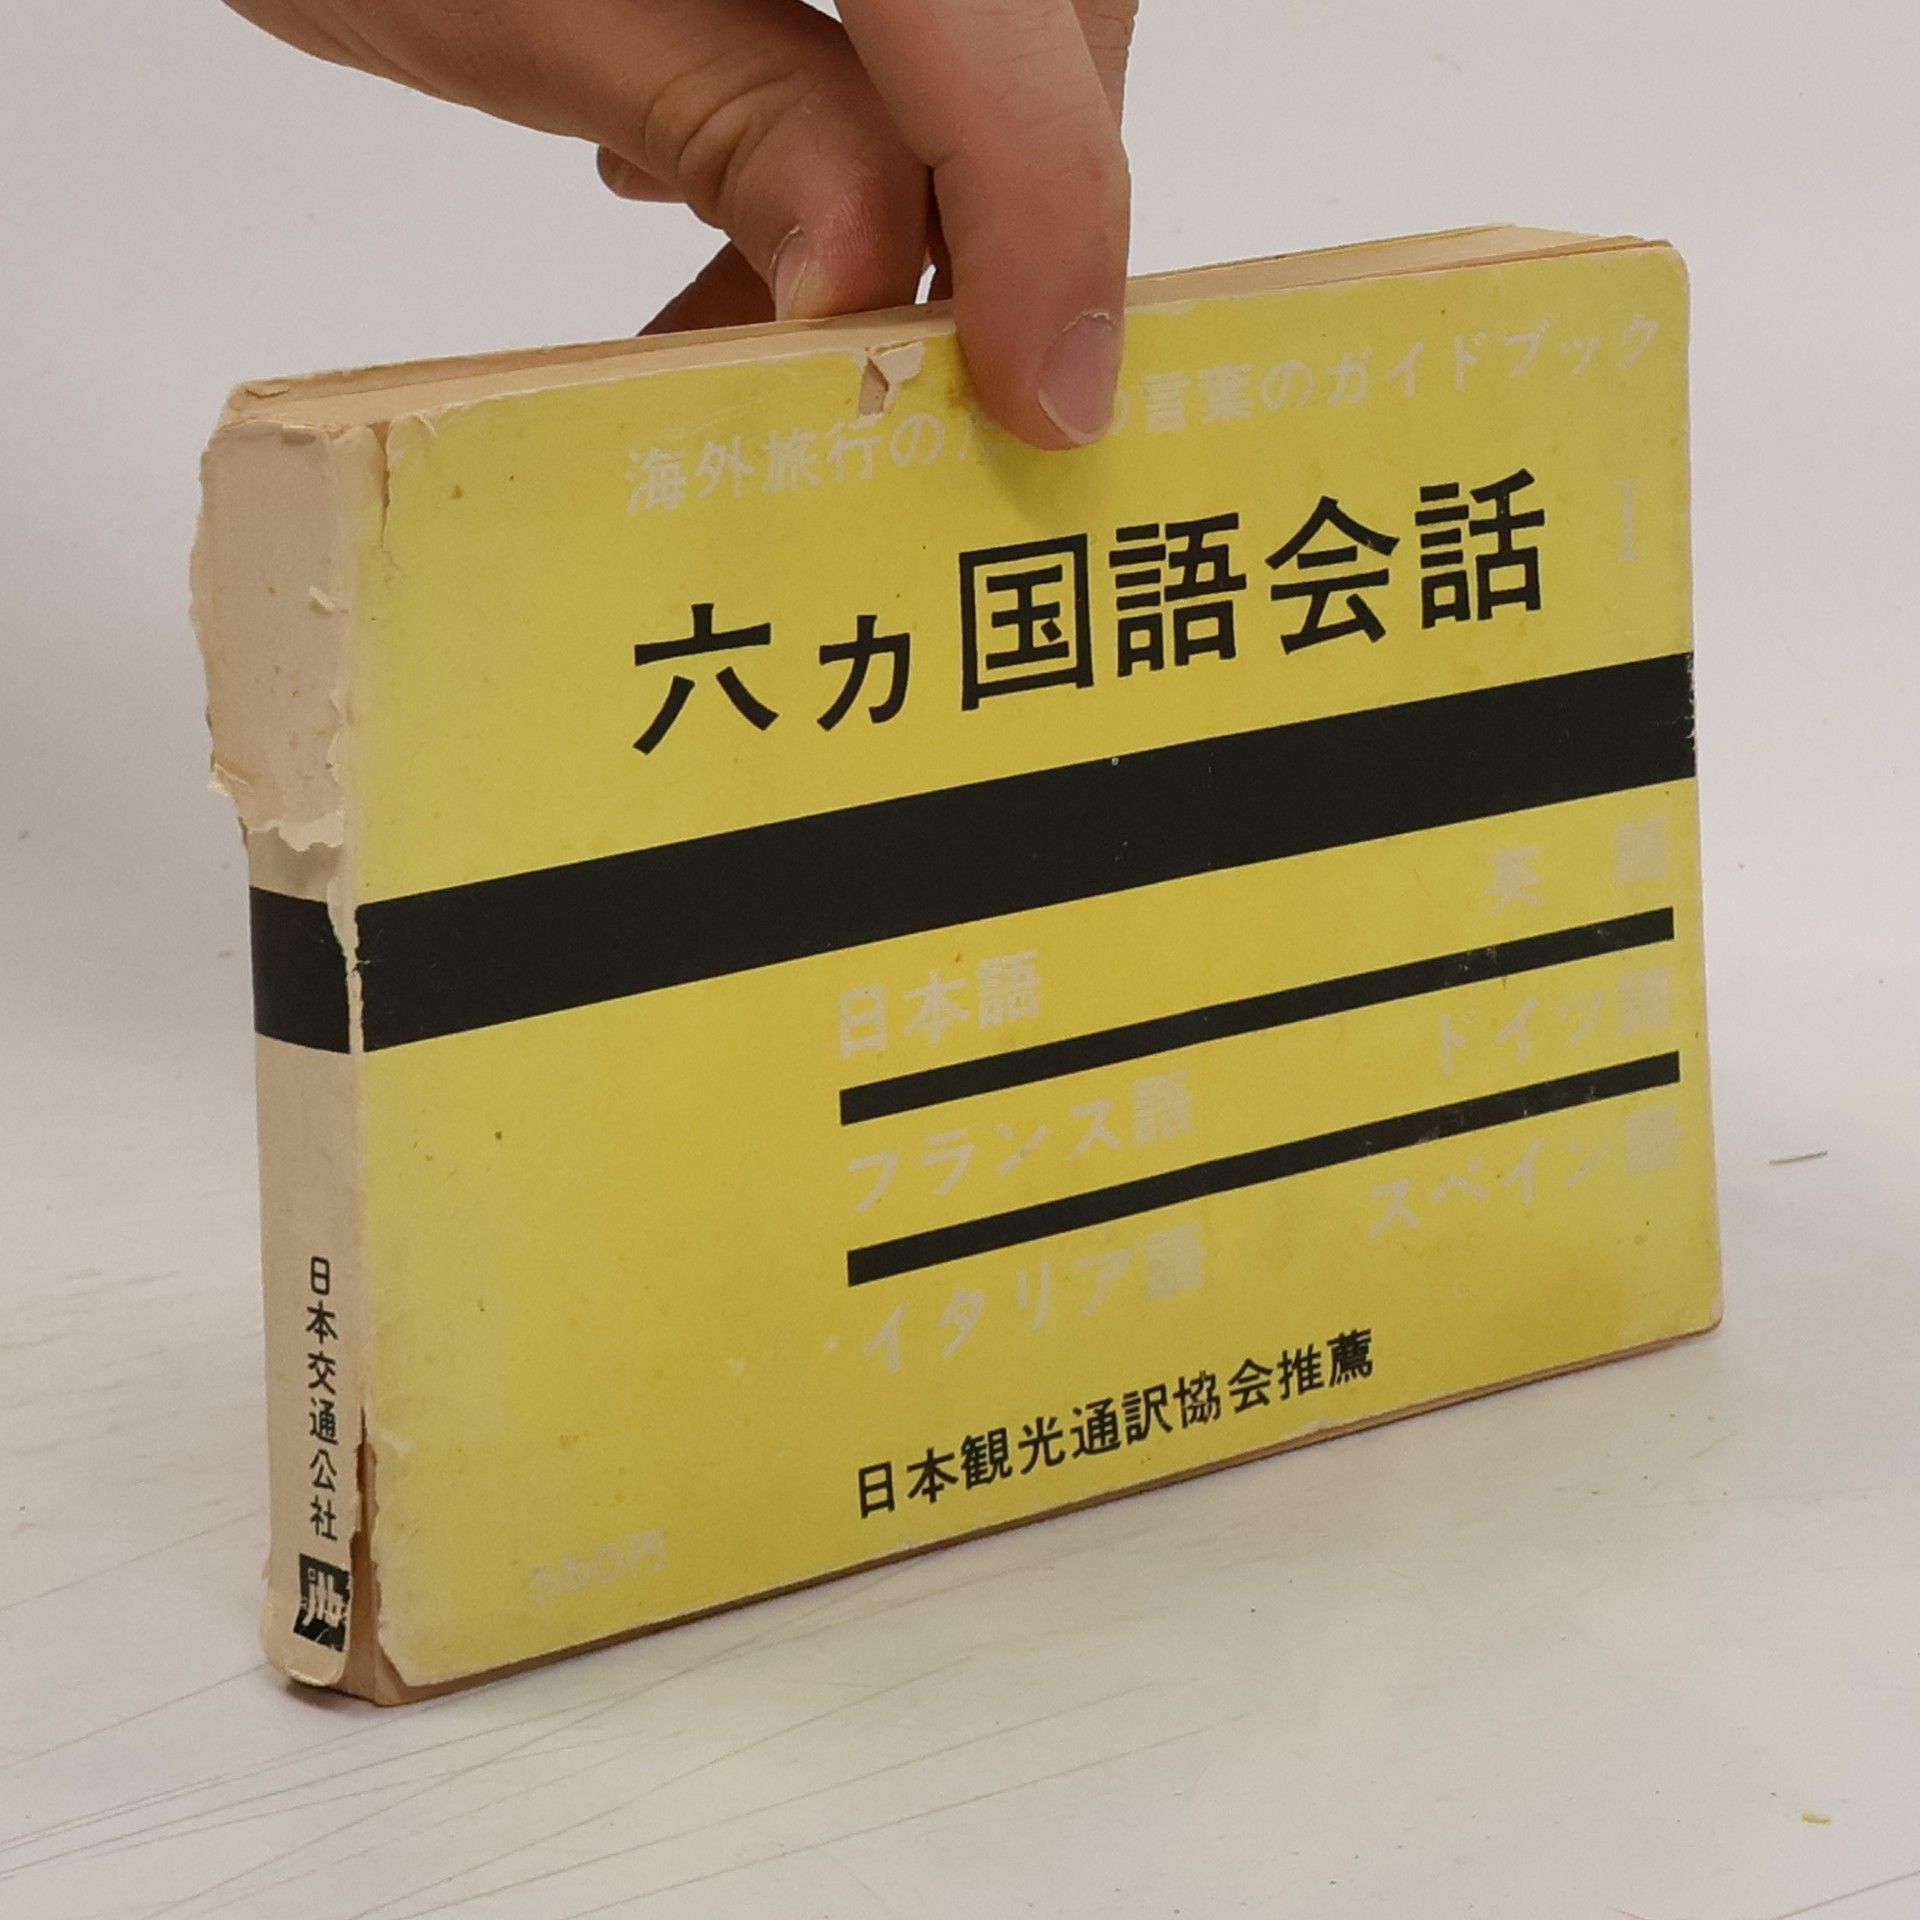 海外旅行の の言葉のガイドブック
六ヵ国語会話 I
日本語 英語
フランス語 ドイツ語
イタリア語 スペイン語
日本観光通訳協会推薦
日本交通公社